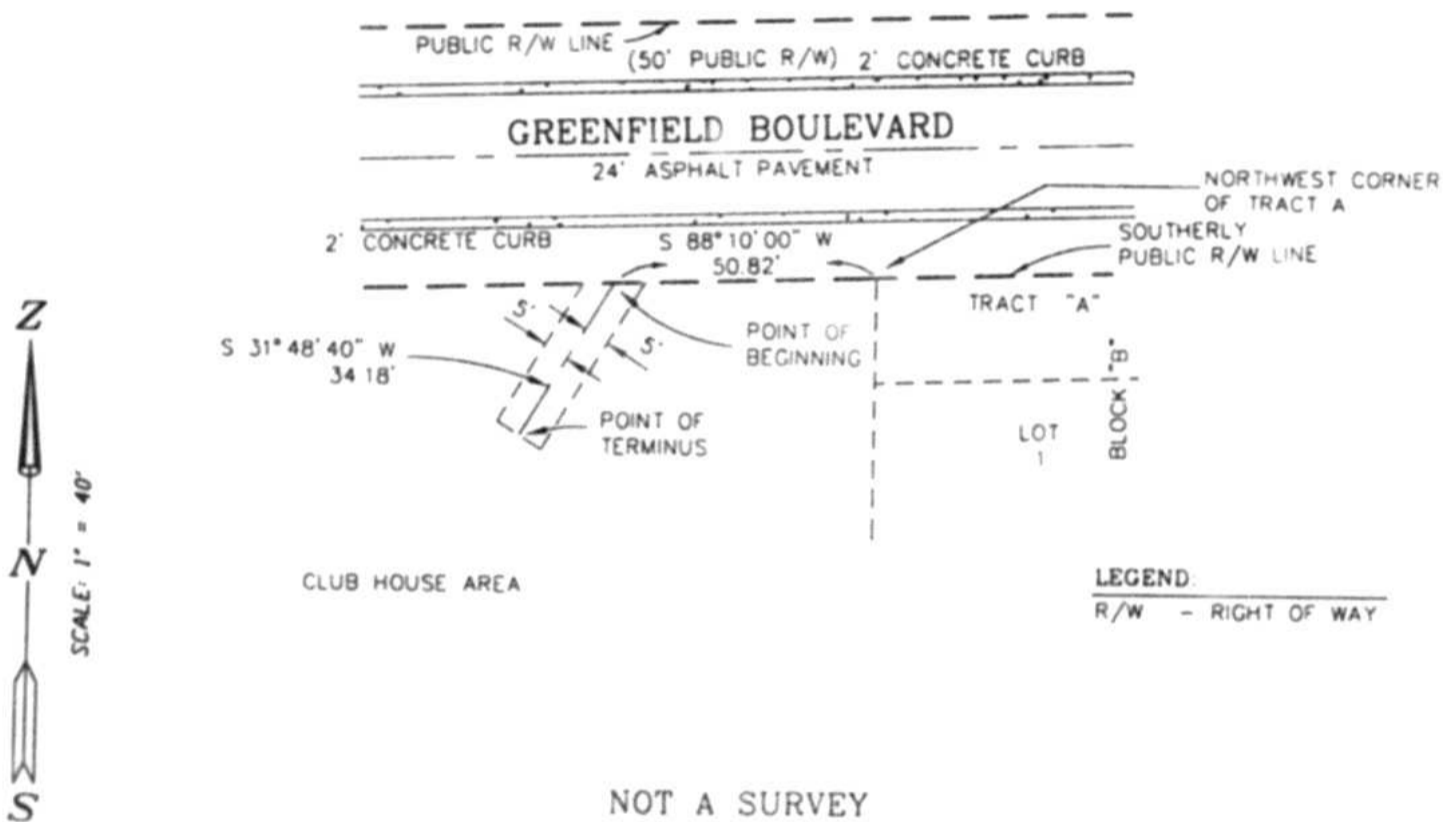 PUBLIC R/W LINE
(50' PUBLIC R/W) 2' CONCRETE CURB
GREENFIELD BOULEVARD
24' ASPHALT PAVEMENT
NORTHWEST CORNER
OF TRACT A
2' CONCRETE CURB
S 88°10'00" W
50.82'
SOUTHERLY
PUBLIC R/W LINE
TRACT "A"
5'
5'
POINT OF
BEGINNING
S 31°48'40" W
34 18'
POINT OF
TERMINUS
LOT
1
BLOCK "B"
Z
N
S
SCALE: 1" = 40'
CLUB HOUSE AREA
LEGEND:
R/W - RIGHT OF WAY
NOT A SURVEY